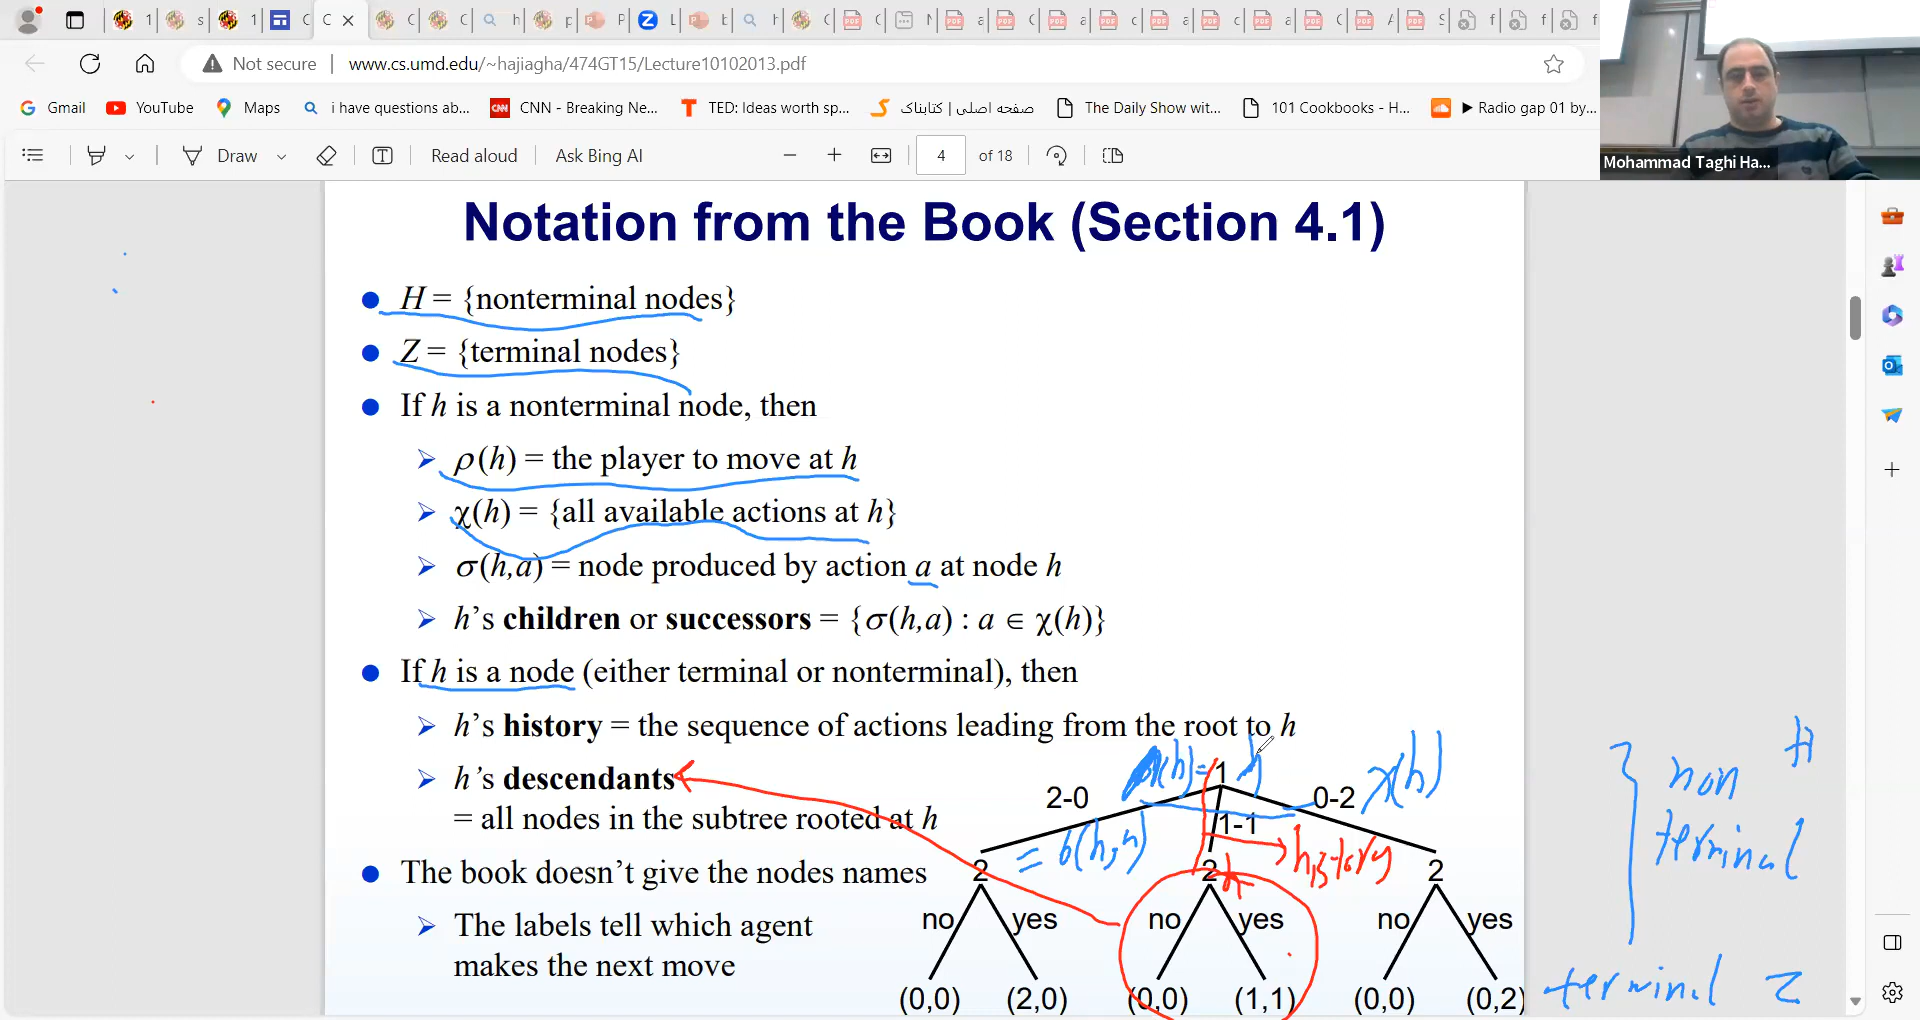 1
s
1
C
C
C
C
h
p
P
L
b
h
C
C
N
a
C
a
c
a
c
a
C
A
S
f
f
f
Not secure | www.cs.umd.edu/~hajiagha/474GT15/Lecture10102013.pdf
Gmail YouTube Maps i have questions ab... CNN - Breaking Ne... TED: Ideas worth sp... صفحه اصلی | کتابناک The Daily Show wit... 101 Cookbooks - H... ▶ Radio gap 01 by...
Draw Read aloud Ask Bing AI 4 of 18
Mohammad Taghi Ha...
Notation from the Book (Section 4.1)
H = {nonterminal nodes}
Z = {terminal nodes}
If h is a nonterminal node, then
ρ(h) = the player to move at h
χ(h) = {all available actions at h}
σ(h,a) = node produced by action a at node h
h's children or successors = {σ(h,a) : a ∈ χ(h)}
If h is a node (either terminal or nonterminal), then
h's history = the sequence of actions leading from the root to h
h's descendants
= all nodes in the subtree rooted at h
The book doesn't give the nodes names
The labels tell which agent
makes the next move
1
2-0
1-1
0-2
2 2 2
no yes no yes no yes
(0,0) (2,0) (0,0) (1,1) (0,0) (0,2)
h
χ(h)
history
h
H
non
terminal
terminal Z